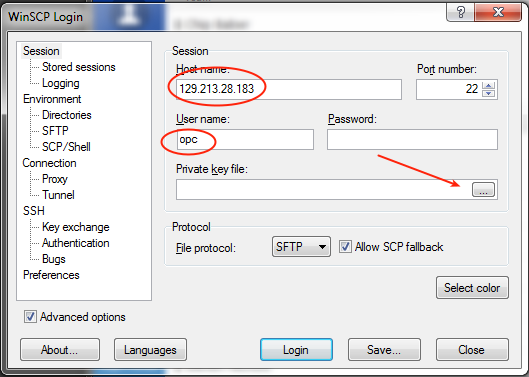 WinSCP Login
?
Session
Stored sessions
Logging
Environment
Directories
SFTP
SCP/Shell
Connection
Proxy
Tunnel
SSH
Key exchange
Authentication
Bugs
Preferences
Advanced options
Session
Host name:
Port number:
129.213.28.183
22
User name:
Password:
opc
Private key file:
...
Protocol
File protocol:
SFTP
Allow SCP fallback
Select color
About...
Languages
Login
Save...
Close